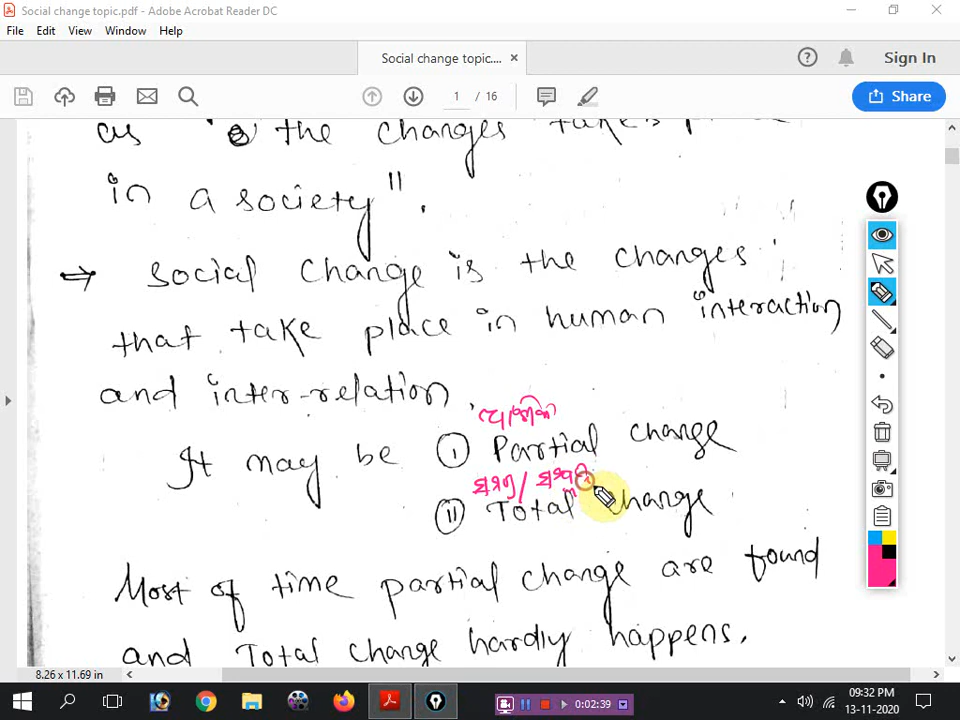 Social change topic.pdf - Adobe Acrobat Reader DC
File Edit View Window Help
Social change topic....
Sign In
1 / 16
Share
as the changes
in a society".
⇒ Social change is the changes
that take place in human interaction
and inter-relation.
It may be (i) Partial change
(ii) Total change
Most of time partial change are found
and Total change hardly happens.
8.26 x 11.69 in
0:02:39
09:32 PM
13-11-2020